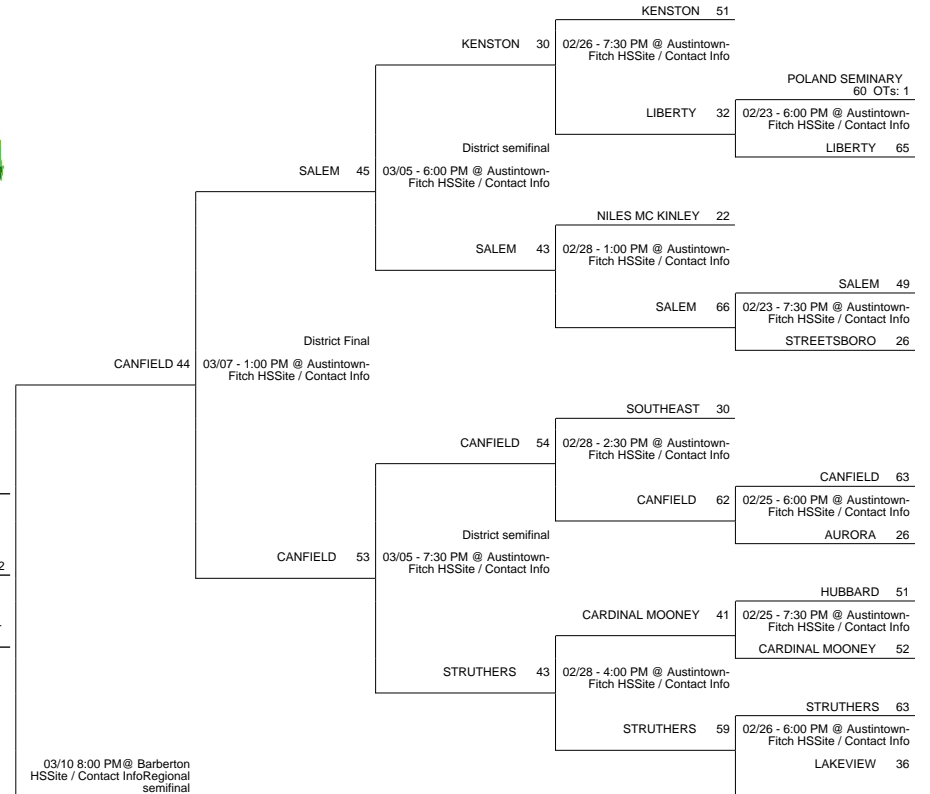 KENSTON 51
KENSTON 30
02/26 - 7:30 PM @ Austintown-
Fitch HSSite / Contact Info
POLAND SEMINARY
60 OTs: 1
LIBERTY 32
02/23 - 6:00 PM @ Austintown-
Fitch HSSite / Contact Info
LIBERTY 65
District semifinal
SALEM 45
03/05 - 6:00 PM @ Austintown-
Fitch HSSite / Contact Info
NILES MC KINLEY 22
SALEM 43
02/28 - 1:00 PM @ Austintown-
Fitch HSSite / Contact Info
SALEM 49
SALEM 66
02/23 - 7:30 PM @ Austintown-
Fitch HSSite / Contact Info
STREETSBORO 26
District Final
CANFIELD 44
03/07 - 1:00 PM @ Austintown-
Fitch HSSite / Contact Info
SOUTHEAST 30
CANFIELD 54
02/28 - 2:30 PM @ Austintown-
Fitch HSSite / Contact Info
CANFIELD 63
CANFIELD 62
02/25 - 6:00 PM @ Austintown-
Fitch HSSite / Contact Info
AURORA 26
District semifinal
CANFIELD 53
03/05 - 7:30 PM @ Austintown-
Fitch HSSite / Contact Info
2
HUBBARD 51
CARDINAL MOONEY 41
02/25 - 7:30 PM @ Austintown-
Fitch HSSite / Contact Info
CARDINAL MOONEY 52
STRUTHERS 43
02/28 - 4:00 PM @ Austintown-
Fitch HSSite / Contact Info
STRUTHERS 63
STRUTHERS 59
02/26 - 6:00 PM @ Austintown-
Fitch HSSite / Contact Info
LAKEVIEW 36
03/10 8:00 PM@ Barberton
HSSite / Contact InfoRegional
semifinal